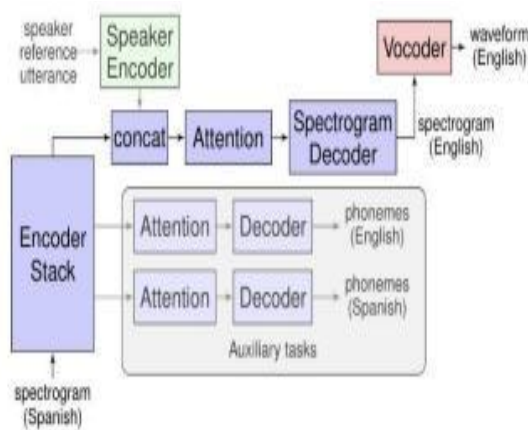 speaker
reference
utterance
Speaker
Encoder
Vocoder
waveform
(English)
concat
Attention
Spectrogram
Decoder
spectrogram
(English)
Encoder
Stack
Attention
Decoder
phonemes
(English)
Attention
Decoder
phonemes
(Spanish)
Auxiliary tasks
spectrogram
(Spanish)